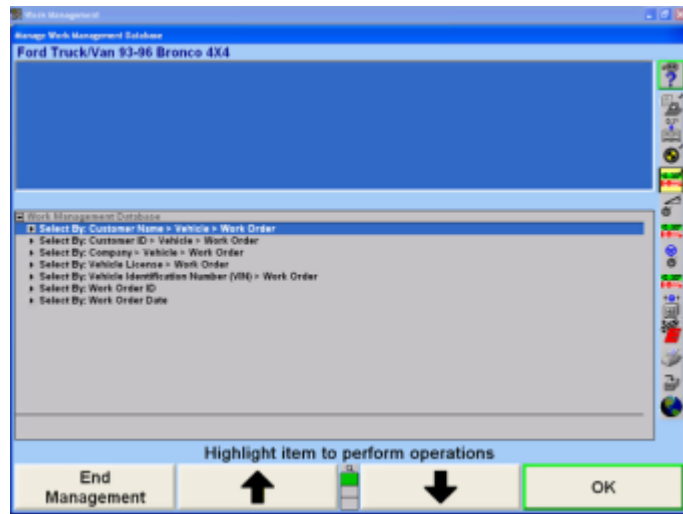 Work Management
Manage Work Management Database
Ford Truck/Van 93-96 Bronco 4X4
Work Management Database
Select By: Customer Name > Vehicle > Work Order
Select By: Customer ID > Vehicle > Work Order
Select By: Company > Vehicle > Work Order
Select By: Vehicle License > Work Order
Select By: Vehicle Identification Number (VIN) > Work Order
Select By: Work Order ID
Select By: Work Order Date
Highlight item to perform operations
End
Management
OK